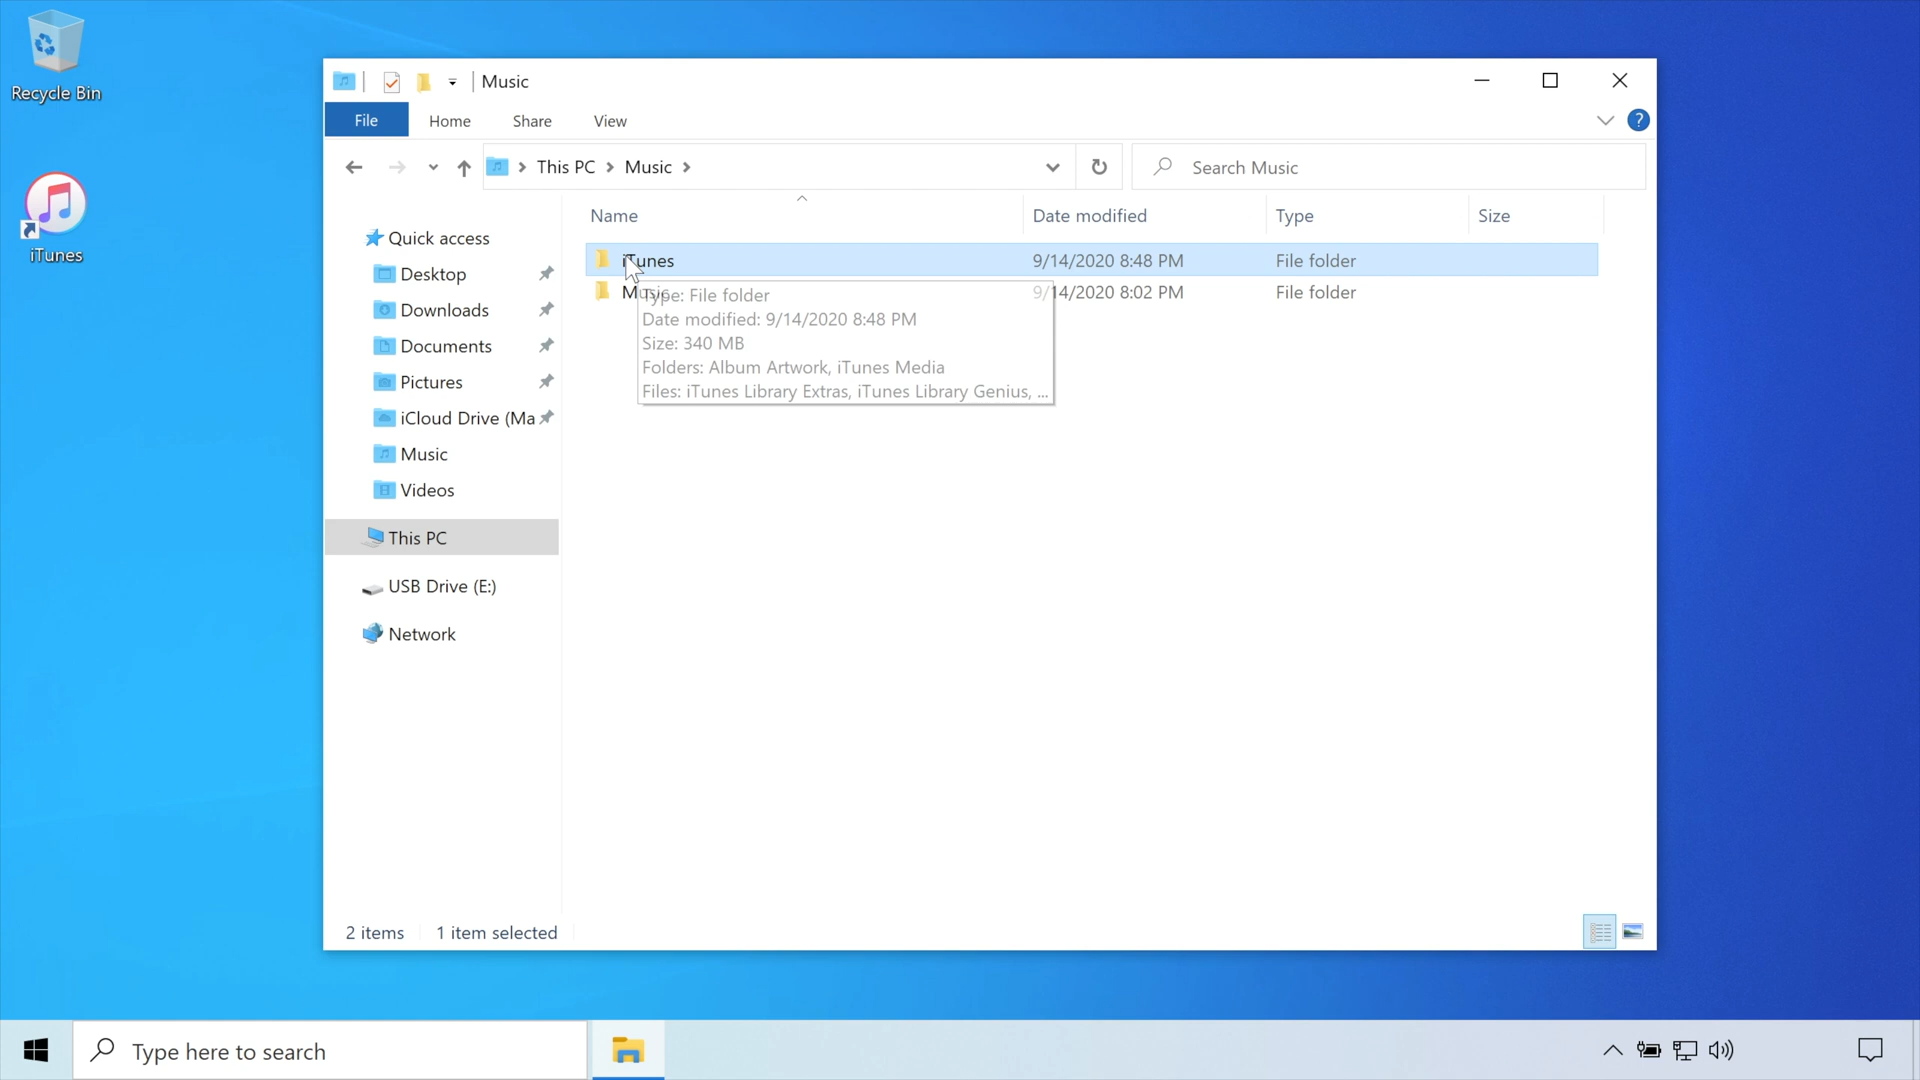 Recycle Bin
iTunes
Music
File Home Share View
?
This PC Music
Search Music
Name Date modified Type Size
Quick access
Desktop
Downloads
Documents
Pictures
iCloud Drive (Ma
Music
Videos
This PC
USB Drive (E:)
Network
iTunes 9/14/2020 8:48 PM File folder
Music 9/14/2020 8:02 PM File folder
Type: File folder
Date modified: 9/14/2020 8:48 PM
Size: 340 MB
Folders: Album Artwork, iTunes Media
Files: iTunes Library Extras, iTunes Library Genius, ...
2 items 1 item selected
Type here to search